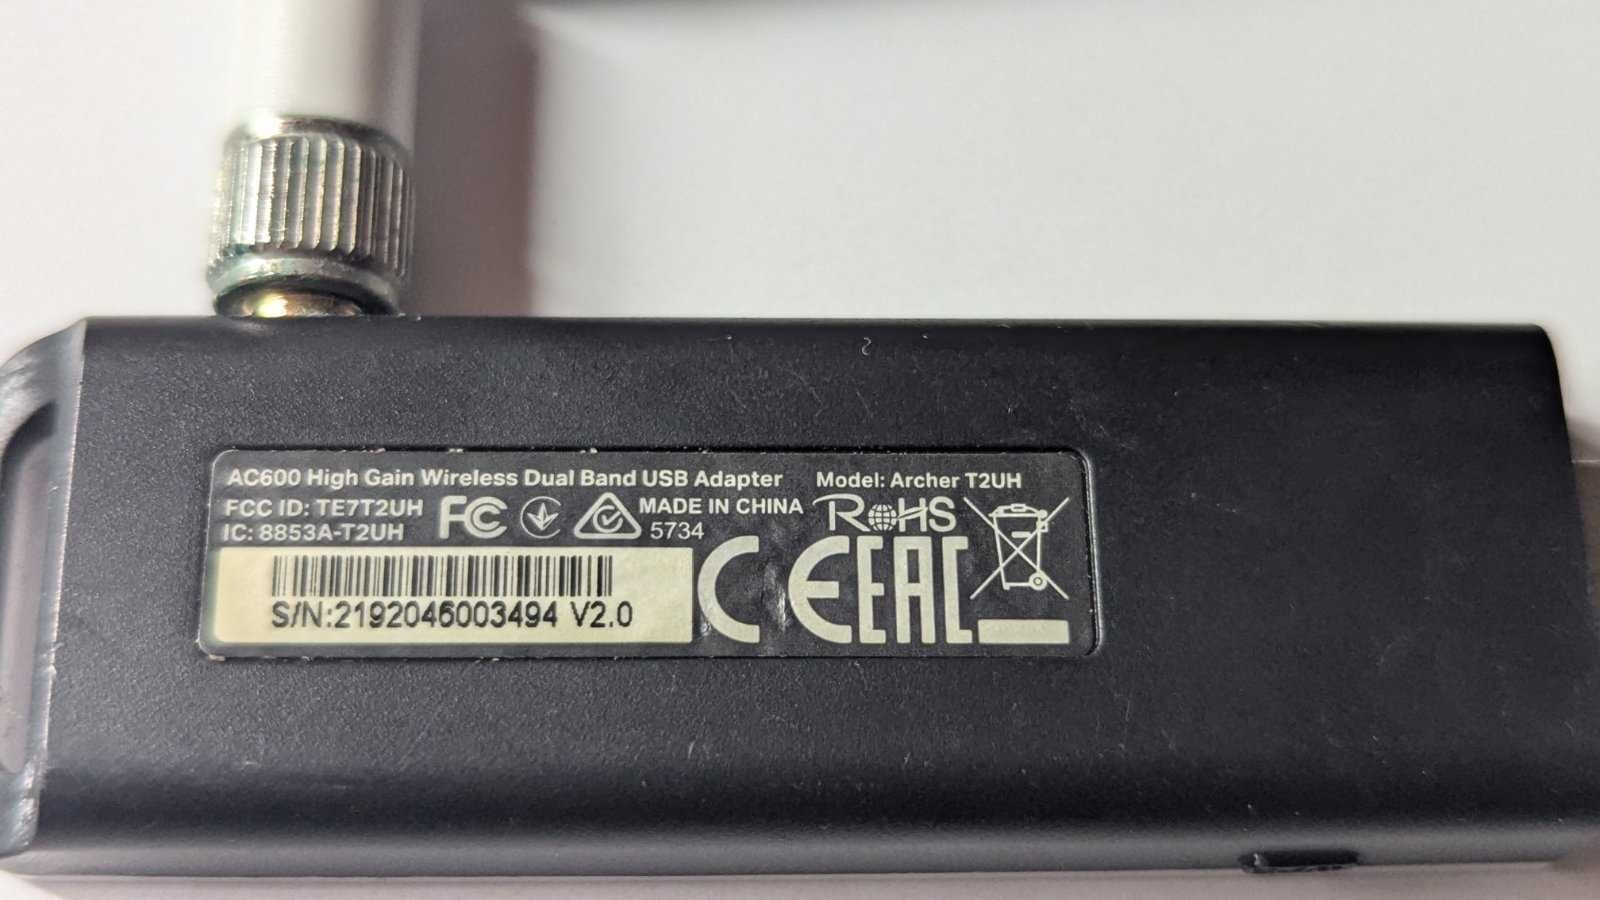 AC600 High Gain Wireless Dual Band USB Adapter Model: Archer T2UH
FCC ID: TE7T2UH
IC: 8853A-T2UH
FC
MADE IN CHINA
5734
RoHS
CE
EAC
S/N:2192046003494 V2.0